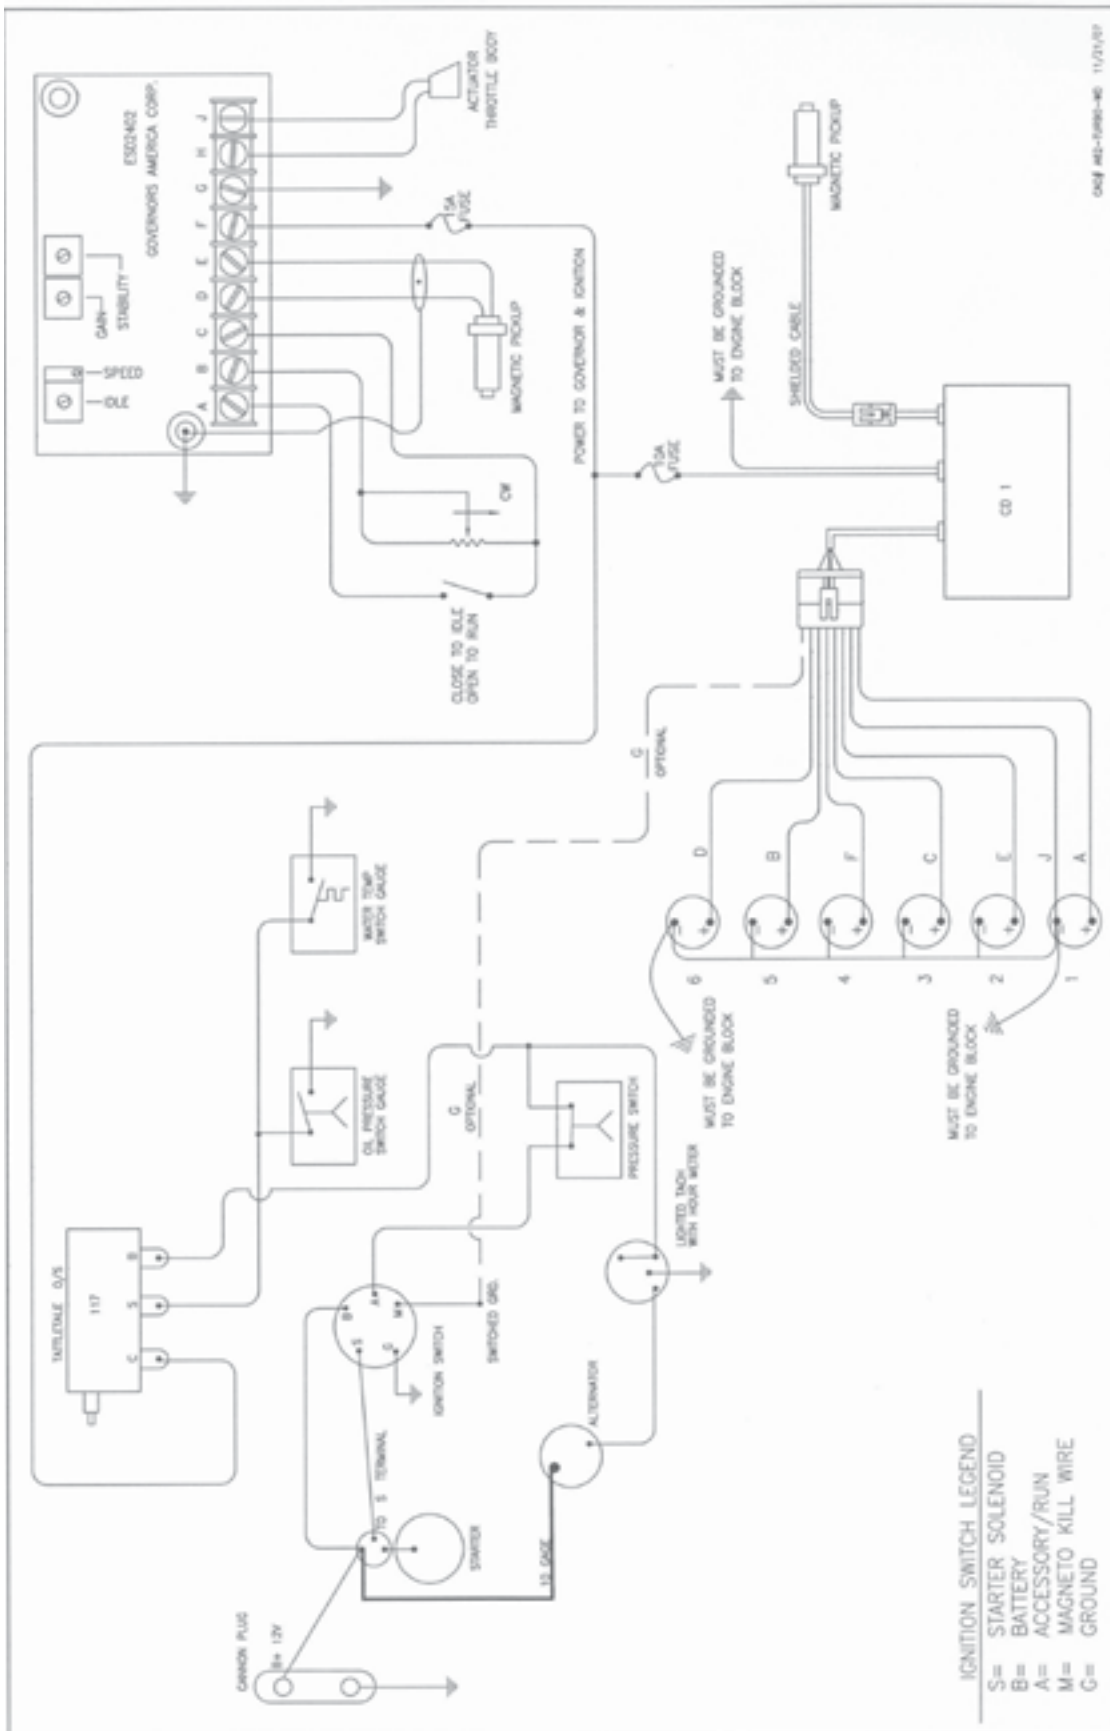 CANNON PLUG
B+ 12V
STARTER
TO S TERMINAL
10 GAGE
ALTERNATOR
TATTLETALE
117
C
S
B
B
A
S
M
G
IGNITION SWITCH
SWITCHED GRD.
LIGHTED TACH
WITH HOUR METER
PRESSURE SWITCH
OIL PRESSURE
SWITCH GAUGE
WATER TEMP
SWITCH GAUGE
G
OPTIONAL
G
OPTIONAL
IDLE
SPEED
GAIN
STABILITY
ESD2402
GOVERNORS AMERICA CORP.
A
B
C
D
E
F
G
H
J
CLOSE TO IDLE
OPEN TO RUN
CW
MAGNETIC PICKUP
15A
FUSE
ACTUATOR
THROTTLE BODY
POWER TO GOVERNOR & IGNITION
10A
FUSE
MUST BE GROUNDED
TO ENGINE BLOCK
SHIELDED CABLE
MAGNETIC PICKUP
CD 1
D
B
F
C
E
J
A
6
5
4
3
2
1
- +
- +
- +
- +
- +
- +
MUST BE GROUNDED
TO ENGINE BLOCK
MUST BE GROUNDED
TO ENGINE BLOCK
IGNITION SWITCH LEGEND
S= STARTER SOLENOID
B= BATTERY
A= ACCESSORY/RUN
M= MAGNETO KILL WIRE
G= GROUND
11/21/07